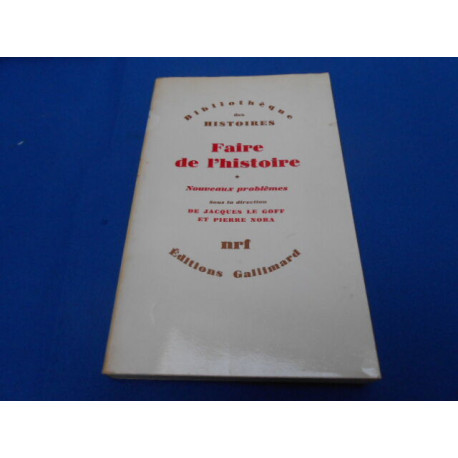 Bibliothèque
des
HISTOIRES
Faire
de l'histoire
*
Nouveaux problèmes
Sous la direction
DE JACQUES LE GOFF
ET PIERRE NORA
nrf
Éditions Gallimard